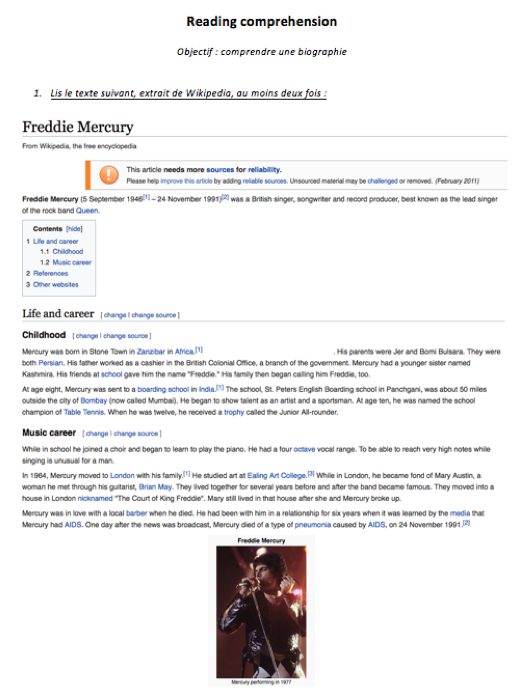 Reading comprehension
Objectif : comprendre une biographie
1. Lis le texte suivant, extrait de Wikipedia, au moins deux fois :
Freddie Mercury
From Wikipedia, the free encyclopedia
This article needs more sources for reliability.
Please help improve this article by adding reliable sources. Unsourced material may be challenged or removed. (February 2011)
Freddie Mercury (5 September 1946[1] – 24 November 1991)[2] was a British singer, songwriter and record producer, best known as the lead singer
of the rock band Queen.
Contents [hide]
1 Life and career
1.1 Childhood
1.2 Music career
2 References
3 Other websites
Life and career [ change | change source ]
Childhood [ change | change source ]
Mercury was born in Stone Town in Zanzibar in Africa.[1] . His parents were Jer and Bomi Bulsara. They were
both Persian. His father worked as a cashier in the British Colonial Office, a branch of the government. Mercury had a younger sister named
Kashmira. His friends at school gave him the name "Freddie." His family then began calling him Freddie, too.
At age eight, Mercury was sent to a boarding school in India.[1] The school, St. Peters English Boarding school in Panchgani, was about 50 miles
outside the city of Bombay (now called Mumbai). He began to show talent as an artist and a sportsman. At age ten, he was named the school
champion of Table Tennis. When he was twelve, he received a trophy called the Junior All-rounder.
Music career [ change | change source ]
While in school he joined a choir and began to learn to play the piano. He had a four octave vocal range. To be able to reach very high notes while
singing is unusual for a man.
In 1964, Mercury moved to London with his family.[1] He studied art at Ealing Art College.[3] While in London, he became fond of Mary Austin, a
woman he met through his guitarist, Brian May. They lived together for several years before and after the band became famous. They moved into a
house in London nicknamed "The Court of King Freddie". Mary still lived in that house after she and Mercury broke up.
Mercury was in love with a local barber when he died. He had been with him in a relationship for six years when it was learned by the media that
Mercury had AIDS. One day after the news was broadcast, Mercury died of a type of pneumonia caused by AIDS, on 24 November 1991.[2]
Freddie Mercury
Mercury performing in 1977